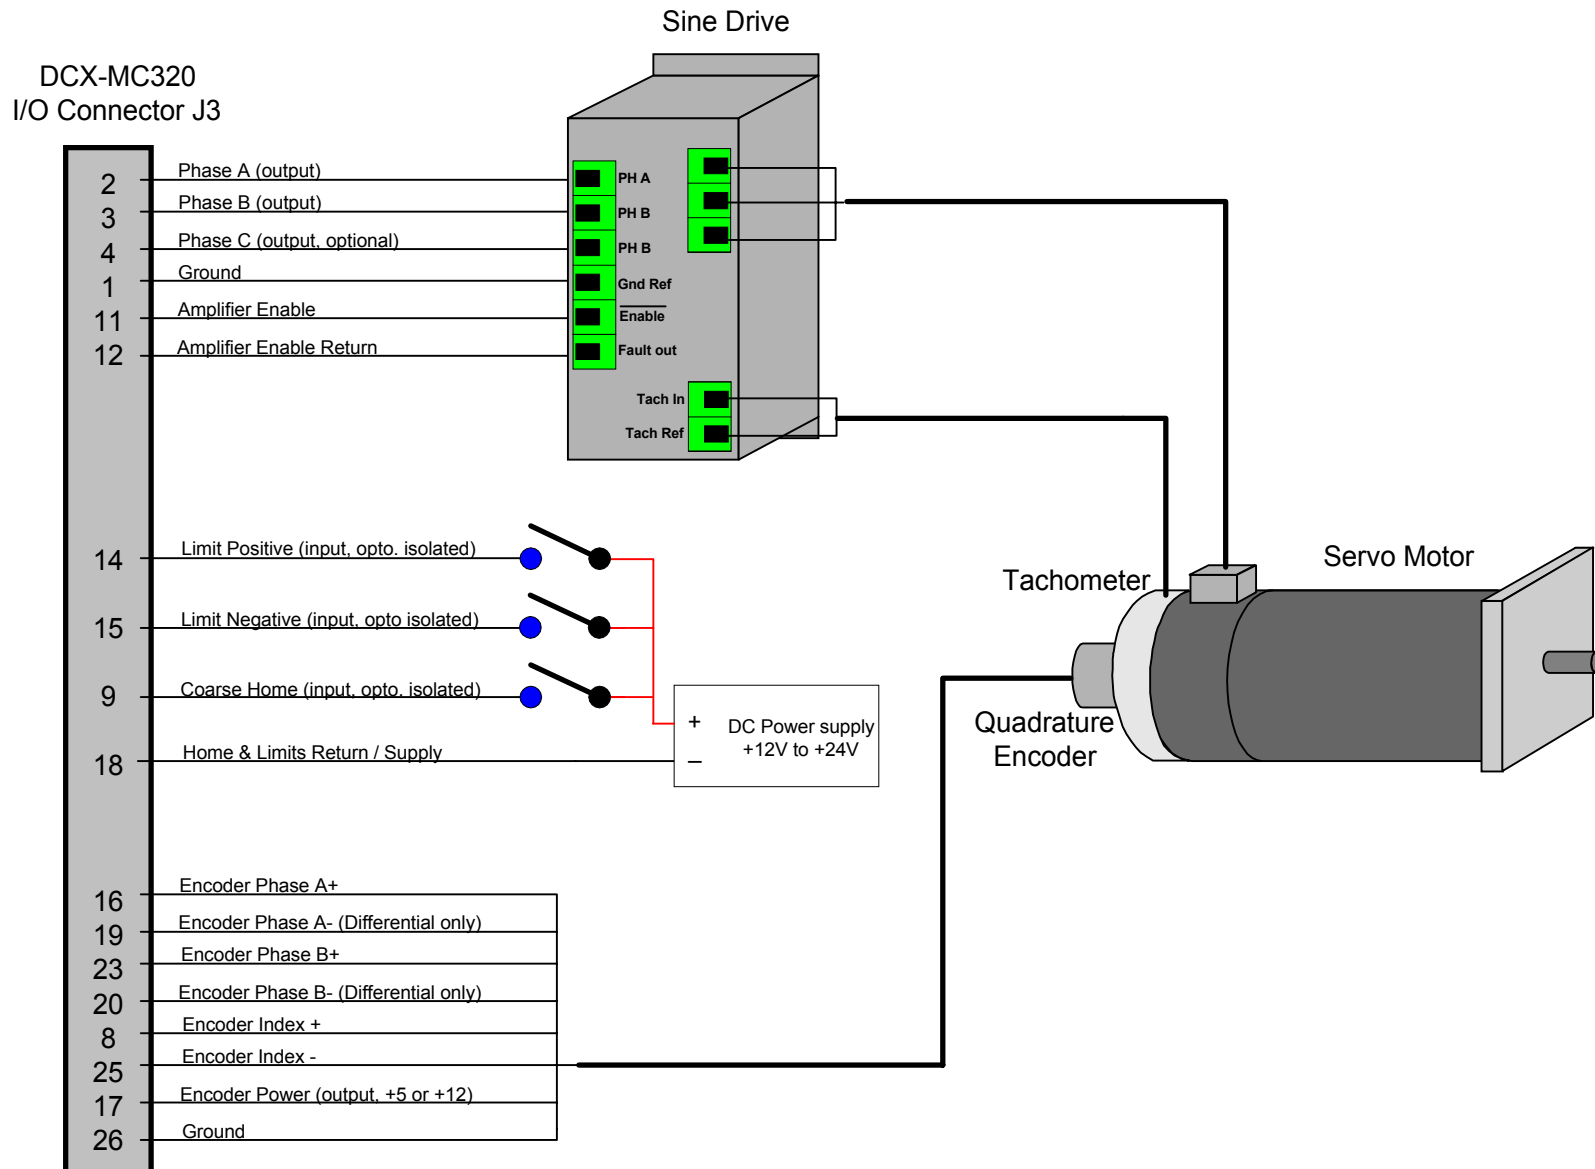 Sine Drive
DCX-MC320
I/O Connector J3
2 Phase A (output)
3 Phase B (output)
4 Phase C (output, optional)
1 Ground
11 Amplifier Enable
12 Amplifier Enable Return
PH A
PH B
PH B
Gnd Ref
Enable
Fault out
Tach In
Tach Ref
14 Limit Positive (input, opto. isolated)
15 Limit Negative (input, opto isolated)
9 Coarse Home (input, opto. isolated)
18 Home & Limits Return / Supply
+
–
DC Power supply
+12V to +24V
Tachometer
Servo Motor
Quadrature
Encoder
16 Encoder Phase A+
19 Encoder Phase A- (Differential only)
23 Encoder Phase B+
20 Encoder Phase B- (Differential only)
8 Encoder Index +
25 Encoder Index -
17 Encoder Power (output, +5 or +12)
26 Ground